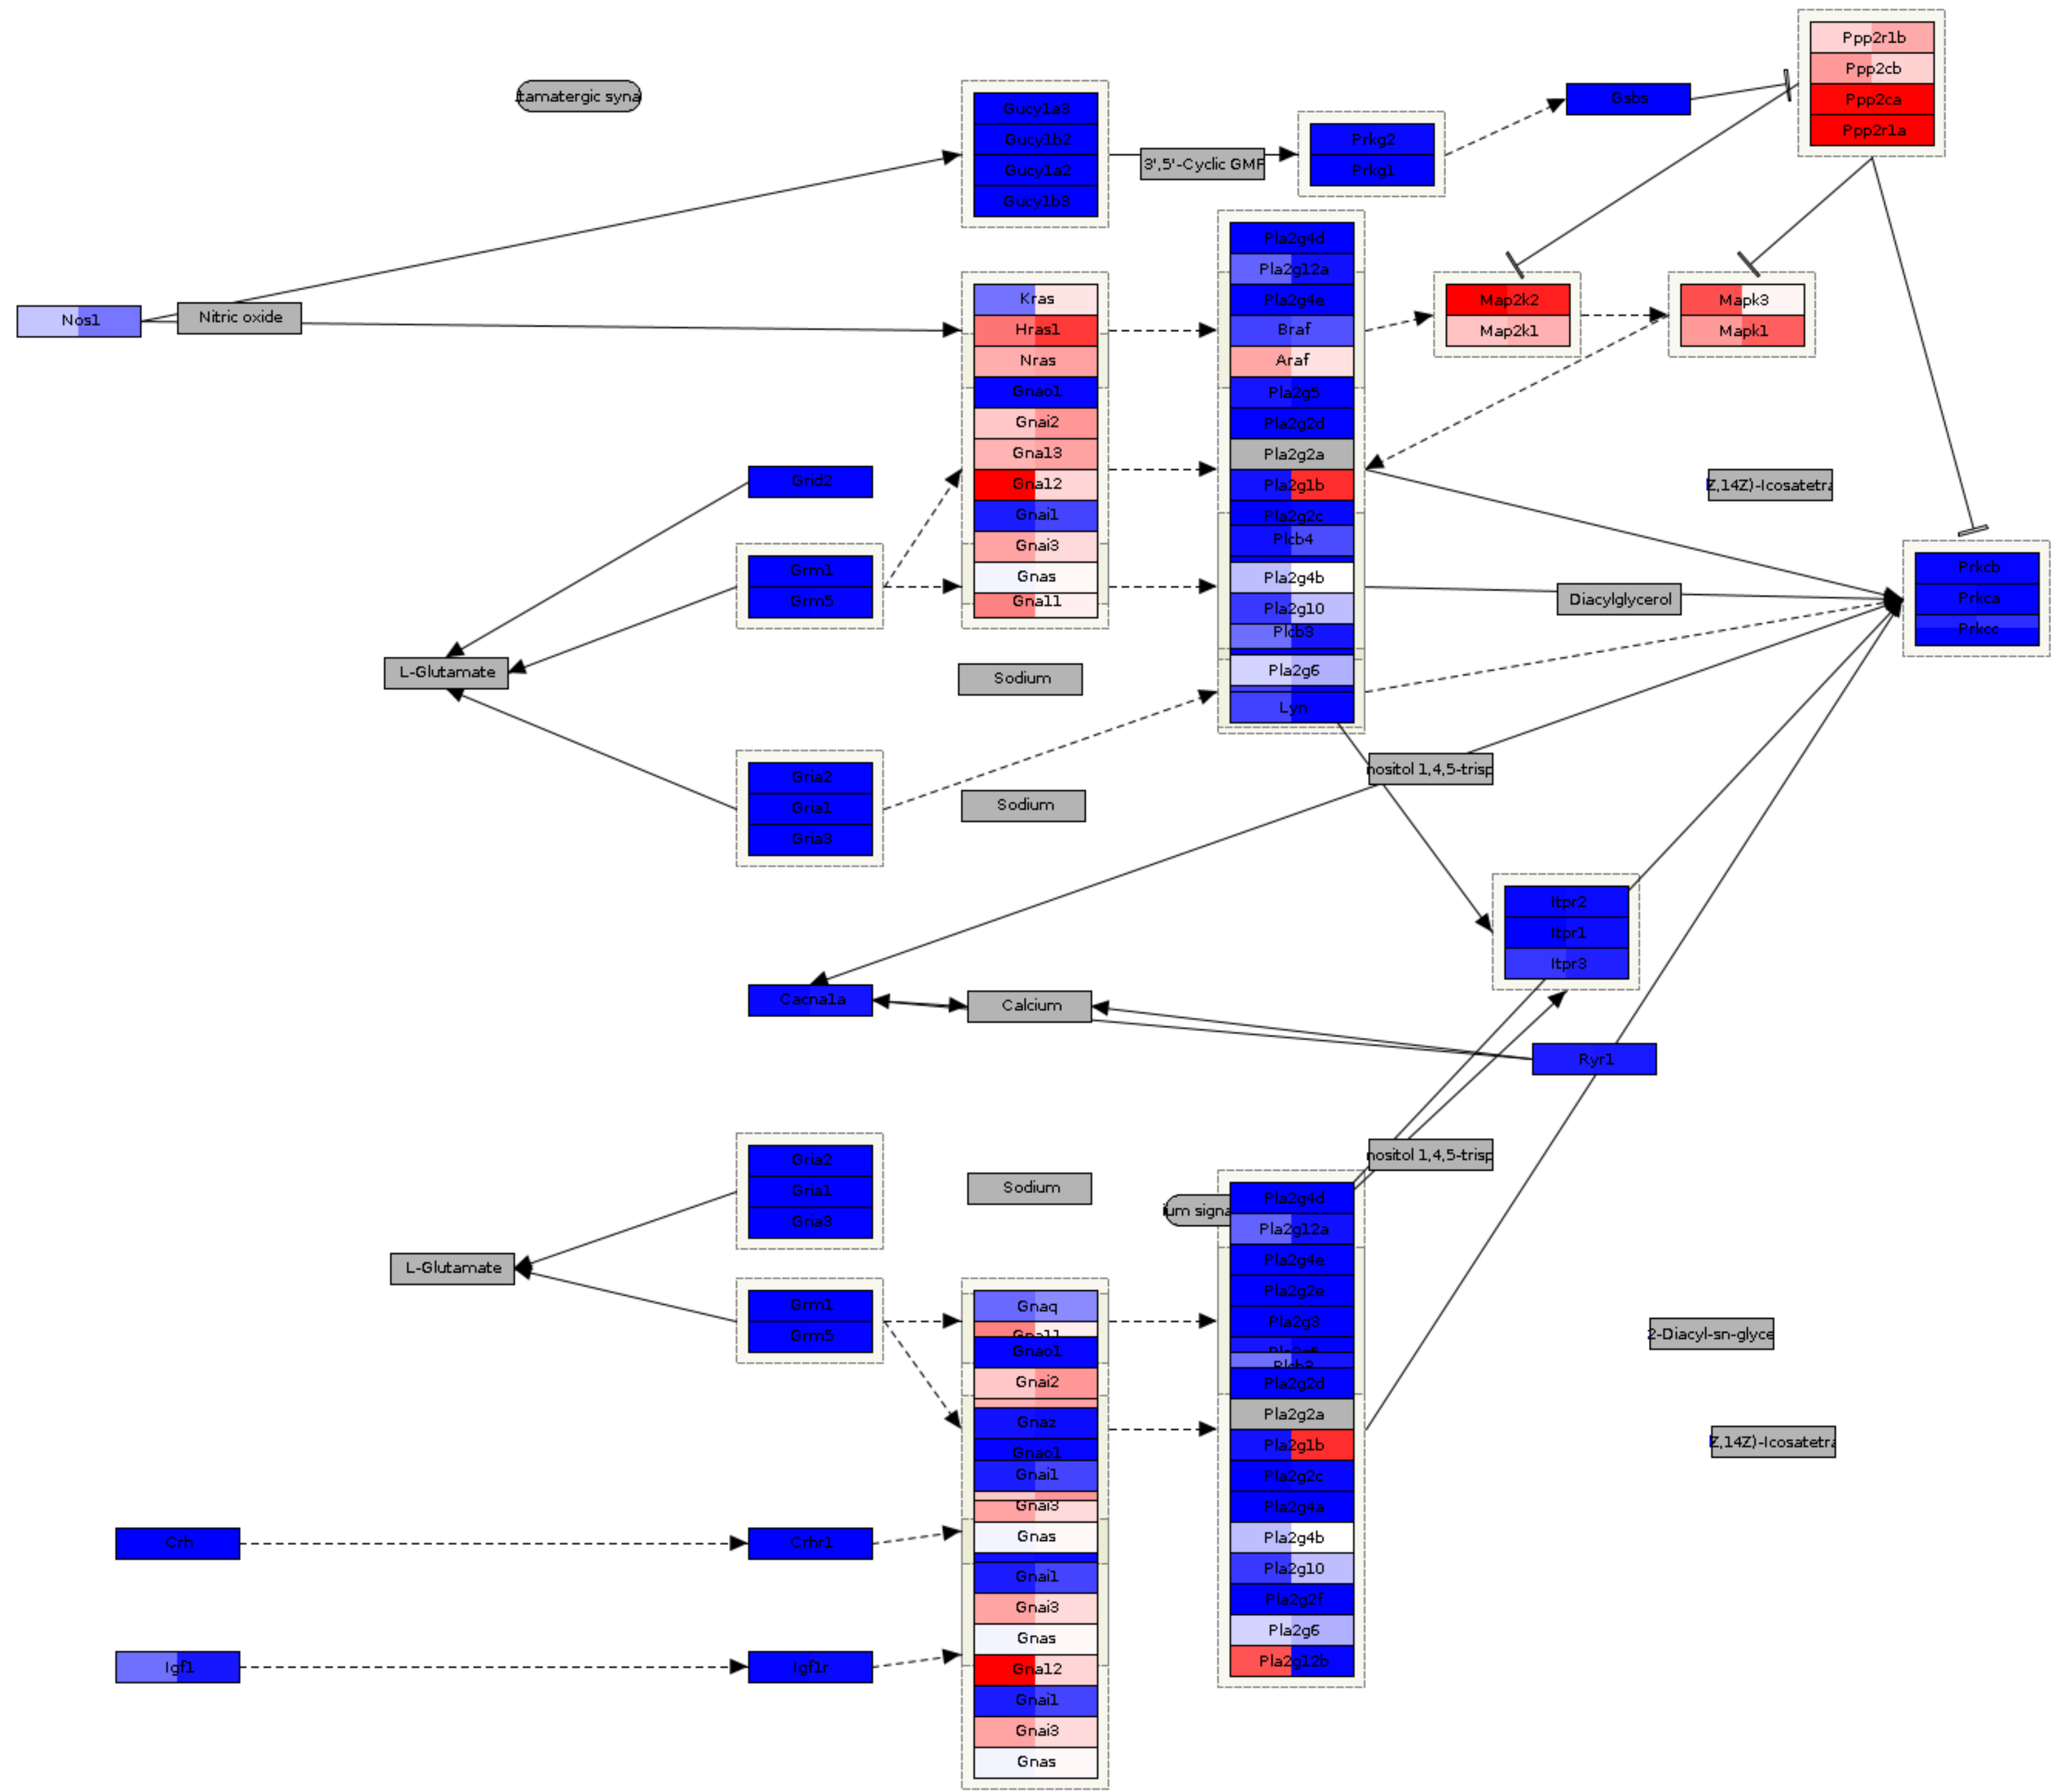 Ppp2r1b
Ppp2cb
Ppp2ca
Ppp2r1a
tamatergic syna
Gsbs
Gucy1a3
Gucy1b2
Gucy1a2
Gucy1b3
3',5'-Cyclic GMP
Prkg2
Prkg1
Nos1
Nitric oxide
Kras
Hras1
Nras
Gnao1
Gnai2
Gna13
Gna12
Gnai1
Gnai3
Gnas
Gna11
Pla2g4d
Pla2g12a
Pla2g4e
Braf
Araf
Pla2g5
Pla2g2d
Pla2g2a
Pla2g1b
Pla2g2c
Plcb4
Pla2g4b
Pla2g10
Plcb3
Pla2g6
Lyn
Map2k2
Map2k1
Mapk3
Mapk1
Z,14Z)-Icosatetra
Grid2
Grm1
Grm5
L-Glutamate
Sodium
Diacylglycerol
Prkcb
Prkca
Prkcc
Gria2
Gria1
Gria3
Sodium
nositol 1,4,5-trisp
Itpr2
Itpr1
Itpr3
Cacna1a
Calcium
Ryr1
nositol 1,4,5-trisp
Gria2
Gria1
Gria3
Sodium
ium signa
L-Glutamate
Grm1
Grm5
Gnaq
Gna11
Gnao1
Gnai2
Gnaz
Gnao1
Gnai1
Gnai3
Gnas
Gnai1
Gnai3
Gnas
Gna12
Gnai1
Gnai3
Gnas
Pla2g4d
Pla2g12a
Pla2g4e
Pla2g2e
Pla2g3
Pla2g5
Plcb3
Pla2g2d
Pla2g2a
Pla2g1b
Pla2g2c
Pla2g4a
Pla2g4b
Pla2g10
Pla2g2f
Pla2g6
Pla2g12b
2-Diacyl-sn-glyce
Z,14Z)-Icosatetra
Crh
Crhr1
Igf1
Igf1r